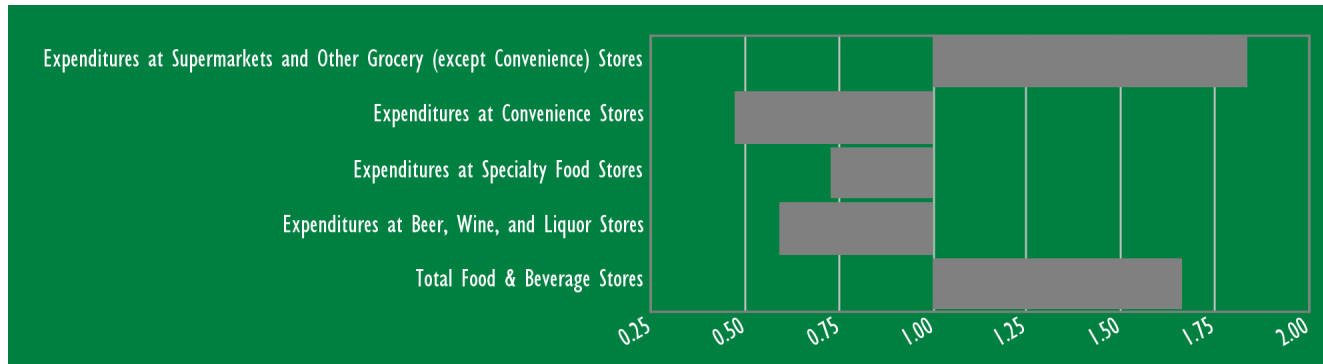 Expenditures at Supermarkets and Other Grocery (except Convenience) Stores
Expenditures at Convenience Stores
Expenditures at Specialty Food Stores
Expenditures at Beer, Wine, and Liquor Stores
Total Food & Beverage Stores
0.25 0.50 0.75 1.00 1.25 1.50 1.75 2.00